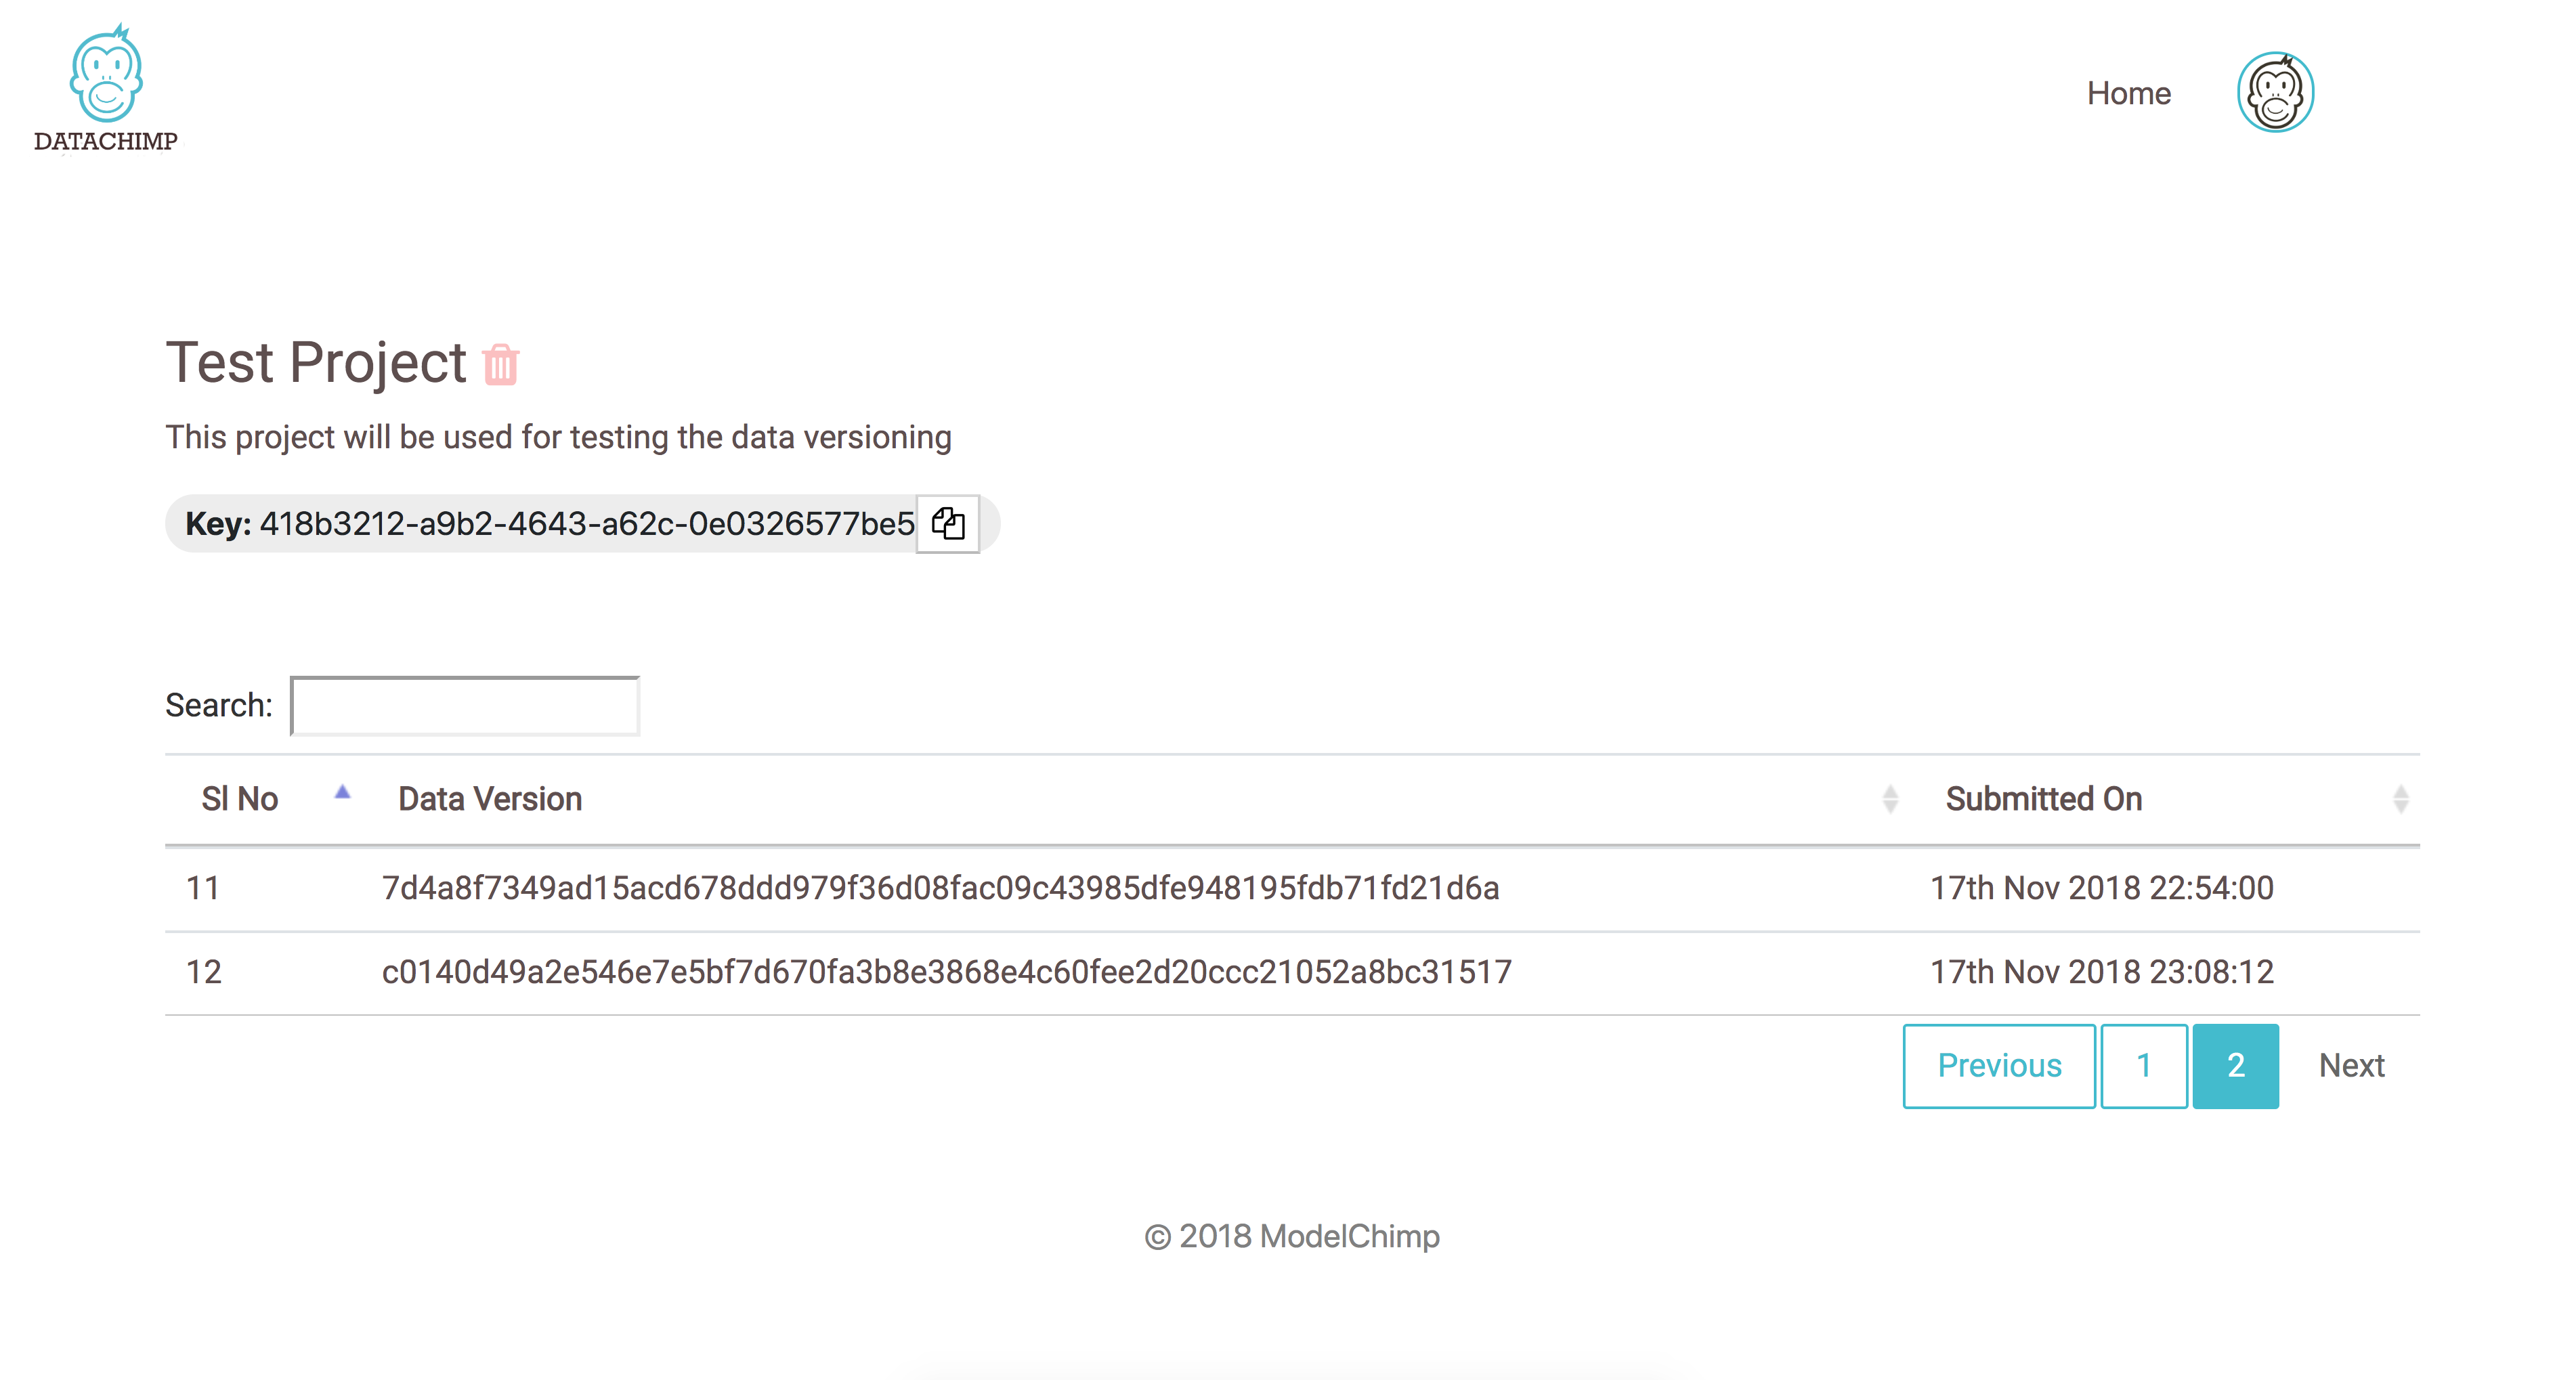 DATACHIMP
Home
Test Project
This project will be used for testing the data versioning
Key: 418b3212-a9b2-4643-a62c-0e0326577be5
Search:
Sl No Data Version Submitted On
11 7d4a8f7349ad15acd678ddd979f36d08fac09c43985dfe948195fdb71fd21d6a 17th Nov 2018 22:54:00
12 c0140d49a2e546e7e5bf7d670fa3b8e3868e4c60fee2d20ccc21052a8bc31517 17th Nov 2018 23:08:12
Previous 1 2 Next
© 2018 ModelChimp